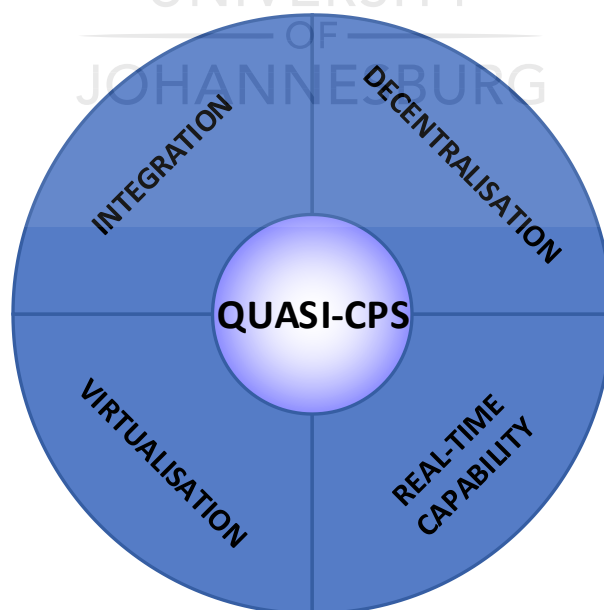 UNIVERSITY
OF
JOHANNESBURG
INTEGRATION
DECENTRALISATION
QUASI-CPS
VIRTUALISATION
REAL-TIME
CAPABILITY